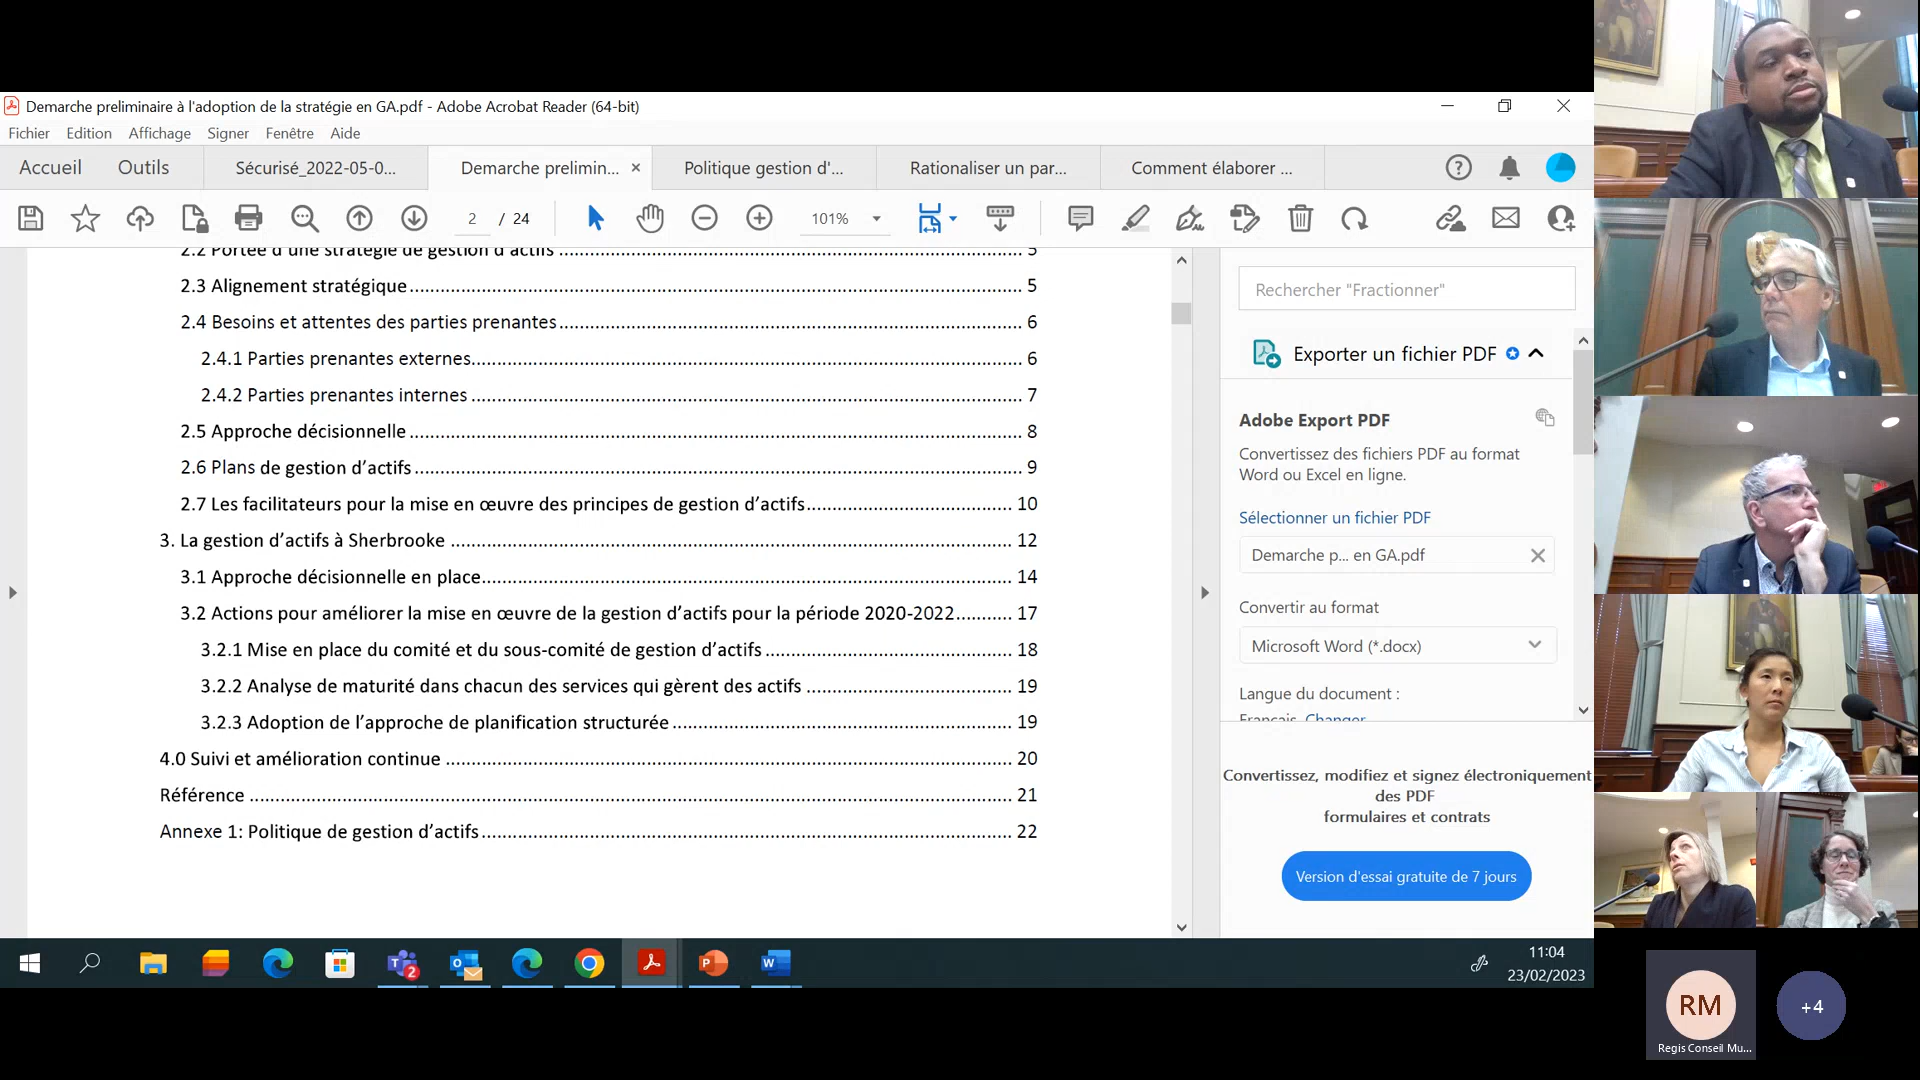 Demarche preliminaire à l'adoption de la stratégie en GA.pdf - Adobe Acrobat Reader (64-bit)
Fichier Edition Affichage Signer Fenêtre Aide
Accueil Outils Sécurisé_2022-05-0... Demarche prelimin... Politique gestion d'... Rationaliser un par... Comment élaborer ...
2 / 24 101%
2.2 Portée d'une stratégie de gestion d'actifs 5
2.3 Alignement stratégique 5
2.4 Besoins et attentes des parties prenantes 6
2.4.1 Parties prenantes externes 6
2.4.2 Parties prenantes internes 7
2.5 Approche décisionnelle 8
2.6 Plans de gestion d'actifs 9
2.7 Les facilitateurs pour la mise en œuvre des principes de gestion d'actifs 10
3. La gestion d'actifs à Sherbrooke 12
3.1 Approche décisionnelle en place 14
3.2 Actions pour améliorer la mise en œuvre de la gestion d'actifs pour la période 2020-2022 17
3.2.1 Mise en place du comité et du sous-comité de gestion d'actifs 18
3.2.2 Analyse de maturité dans chacun des services qui gèrent des actifs 19
3.2.3 Adoption de l'approche de planification structurée 19
4.0 Suivi et amélioration continue 20
Référence 21
Annexe 1: Politique de gestion d'actifs 22
Rechercher "Fractionner"
Exporter un fichier PDF
Adobe Export PDF
Convertissez des fichiers PDF au format
Word ou Excel en ligne.
Sélectionner un fichier PDF
Demarche p... en GA.pdf
Convertir au format
Microsoft Word (*.docx)
Langue du document :
Français Changer
Convertissez, modifiez et signez électroniquement
des PDF
formulaires et contrats
Version d'essai gratuite de 7 jours
2
11:04
23/02/2023
RM
Regis Conseil Mu...
+4